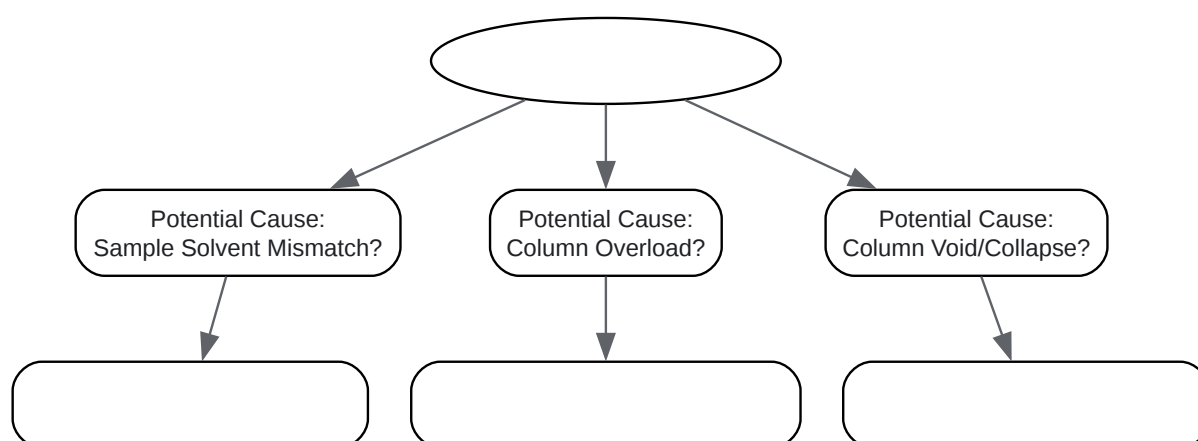 Potential Cause:
Sample Solvent Mismatch?
Potential Cause:
Column Overload?
Potential Cause:
Column Void/Collapse?